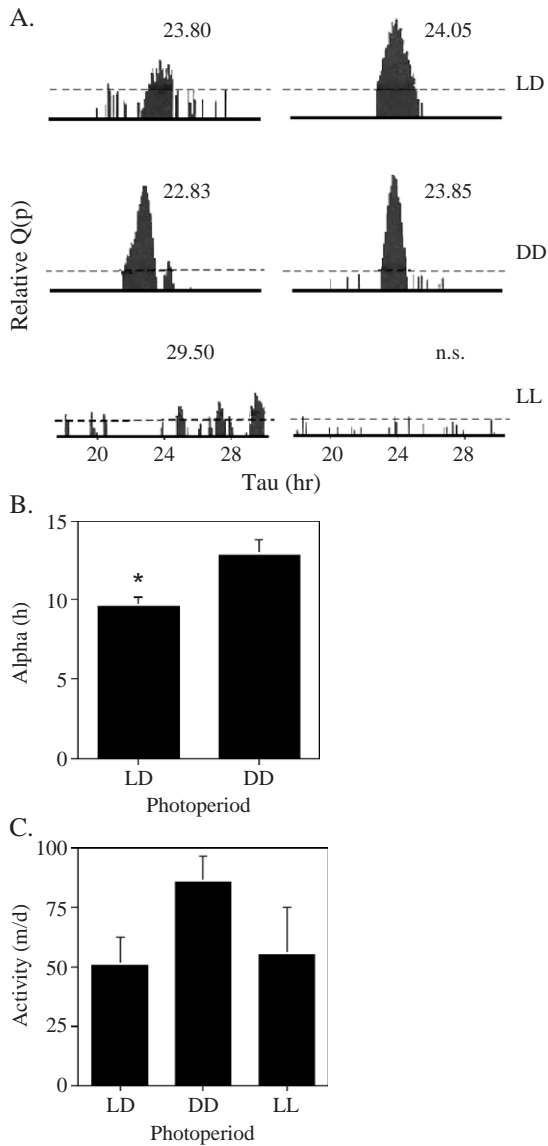 A.
23.80
24.05
LD
22.83
23.85
DD
29.50
n.s.
LL
Relative Q(p)
20 24 28 20 24 28
Tau (hr)
B.
15
10
5
0
*
Alpha (h)
LD DD
Photoperiod
C.
100
75
50
25
0
Activity (m/d)
LD DD LL
Photoperiod